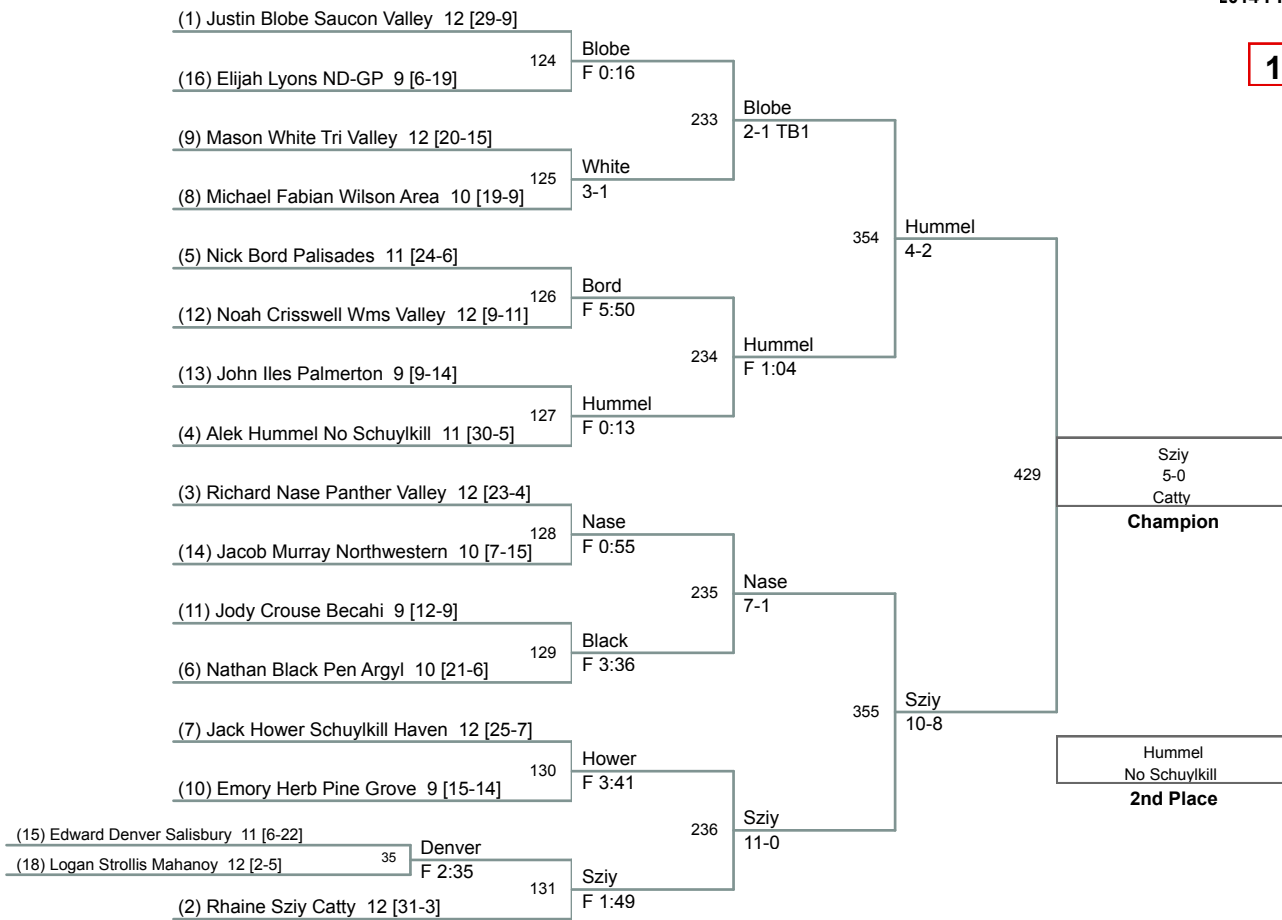 (1) Justin Blobe Saucon Valley 12 [29-9]
124
Blobe
F 0:16
(16) Elijah Lyons ND-GP 9 [6-19]
1
233
Blobe
2-1 TB1
(9) Mason White Tri Valley 12 [20-15]
125
White
3-1
(8) Michael Fabian Wilson Area 10 [19-9]
354
Hummel
4-2
(5) Nick Bord Palisades 11 [24-6]
126
Bord
F 5:50
(12) Noah Crisswell Wms Valley 12 [9-11]
234
Hummel
F 1:04
(13) John Iles Palmerton 9 [9-14]
127
Hummel
F 0:13
(4) Alek Hummel No Schuylkill 11 [30-5]
429
Sziy
5-0
Catty
Champion
(3) Richard Nase Panther Valley 12 [23-4]
128
Nase
F 0:55
(14) Jacob Murray Northwestern 10 [7-15]
235
Nase
7-1
(11) Jody Crouse Becahi 9 [12-9]
129
Black
F 3:36
(6) Nathan Black Pen Argyl 10 [21-6]
355
Sziy
10-8
(7) Jack Hower Schuylkill Haven 12 [25-7]
130
Hower
F 3:41
(10) Emory Herb Pine Grove 9 [15-14]
Hummel
No Schuylkill
2nd Place
236
Sziy
11-0
(15) Edward Denver Salisbury 11 [6-22]
35
Denver
F 2:35
(18) Logan Strollis Mahanoy 12 [2-5]
131
Sziy
F 1:49
(2) Rhaine Sziy Catty 12 [31-3]